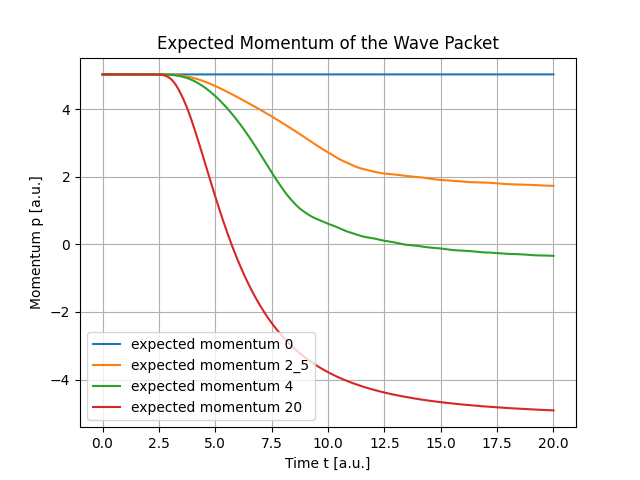 Expected Momentum of the Wave Packet
Momentum p [a.u.]
4
2
0
−2
−4
expected momentum 0
expected momentum 2_5
expected momentum 4
expected momentum 20
0.0 2.5 5.0 7.5 10.0 12.5 15.0 17.5 20.0
Time t [a.u.]